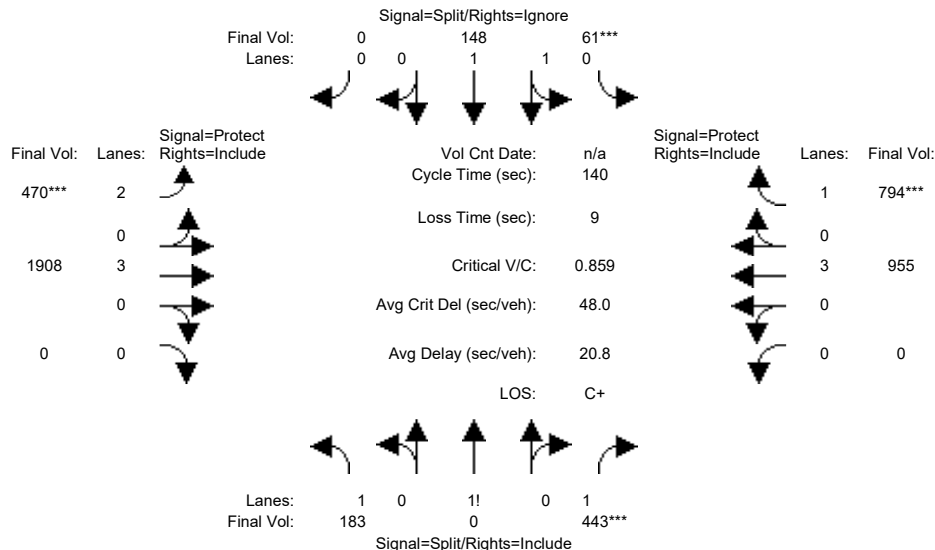 Signal=Split/Rights=Ignore
Final Vol: 0 148 61***
Lanes: 0 0 1 1 0
Signal=Protect Signal=Protect
Final Vol: Lanes: Rights=Include Vol Cnt Date: n/a Rights=Include Lanes: Final Vol:
Cycle Time (sec): 140
470*** 2 1 794***
Loss Time (sec): 9
0 0
1908 3 Critical V/C: 0.859 3 955
0 Avg Crit Del (sec/veh): 48.0 0
0 0 Avg Delay (sec/veh): 20.8 0 0
LOS: C+
Lanes: 1 0 1! 0 1
Final Vol: 183 0 443***
Signal=Split/Rights=Include